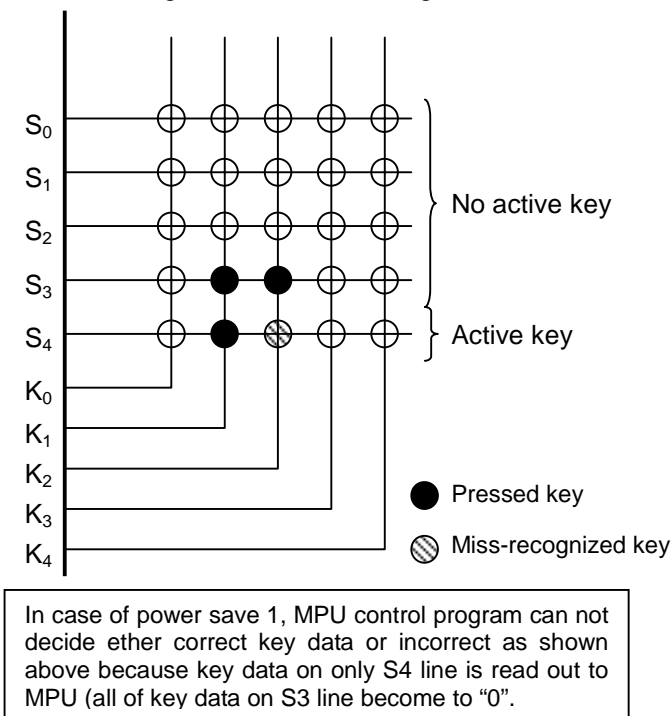 S0
S1
S2
No active key
S3
S4
Active key
K0
K1
K2
K3
K4
Pressed key
Miss-recognized key
In case of power save 1, MPU control program can not
decide ether correct key data or incorrect as shown
above because key data on only S4 line is read out to
MPU (all of key data on S3 line become to “0”.